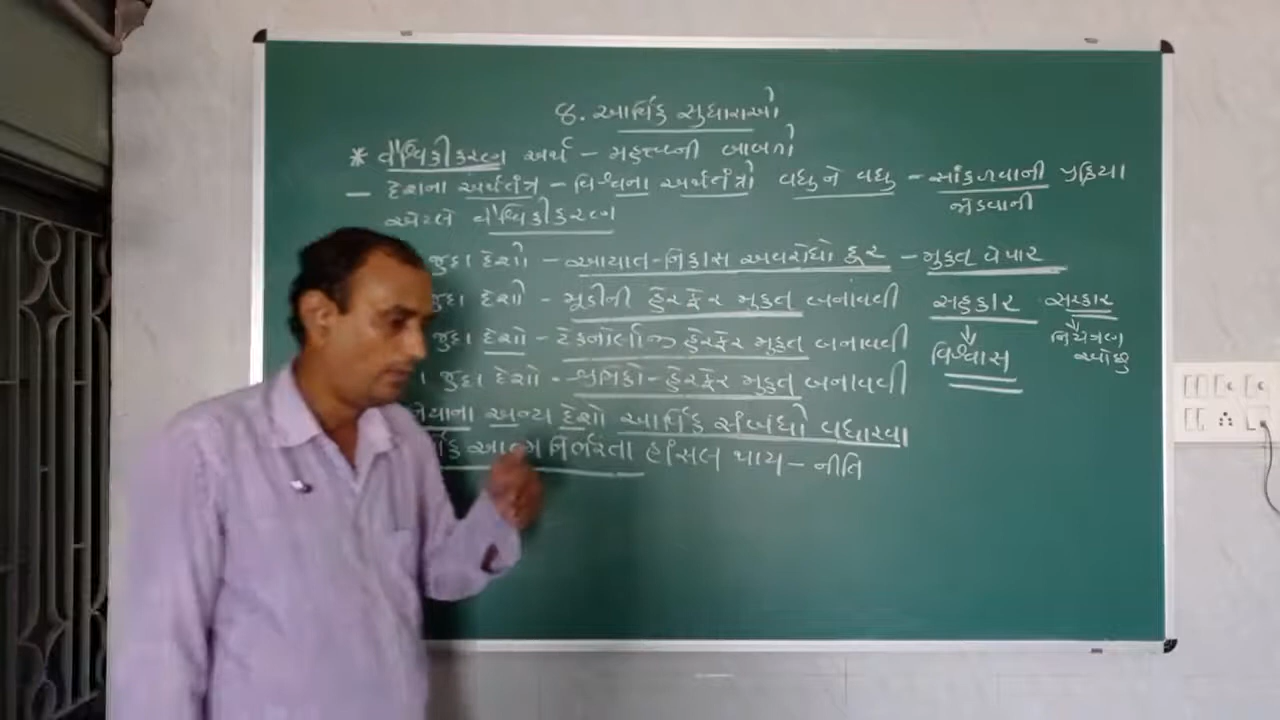 8. આર્થિક સુધારાઓ
* વૈશ્વિકીકરણ અર્થ - મહત્ત્વની બાબતો
- દેશના અર્થતંત્ર - વિશ્વના અર્થતંત્રો વધુ ને વધુ - સાંકળવાની પ્રક્રિયા
જોડવાની
એટલે વૈશ્વિકીકરણ
જુદા દેશો - આયાત-નિકાસ અવરોધો દૂર - મુક્ત વેપાર
જુદા દેશો - મૂડીની હેરફેર મુક્ત બનાવવી
જુદા દેશો - ટેકનોલોજી હેરફેર મુક્ત બનાવવી
જુદા દેશો - શ્રમિકો - હેરફેર મુક્ત બનાવવી
અન્ય દેશો આર્થિક સંબંધો વધારવા
આત્મનિર્ભરતા હાંસલ થાય - નીતિ
સહકાર
↓
વિશ્વાસ
સરકાર
↓
નિયંત્રણ
ઓછુ